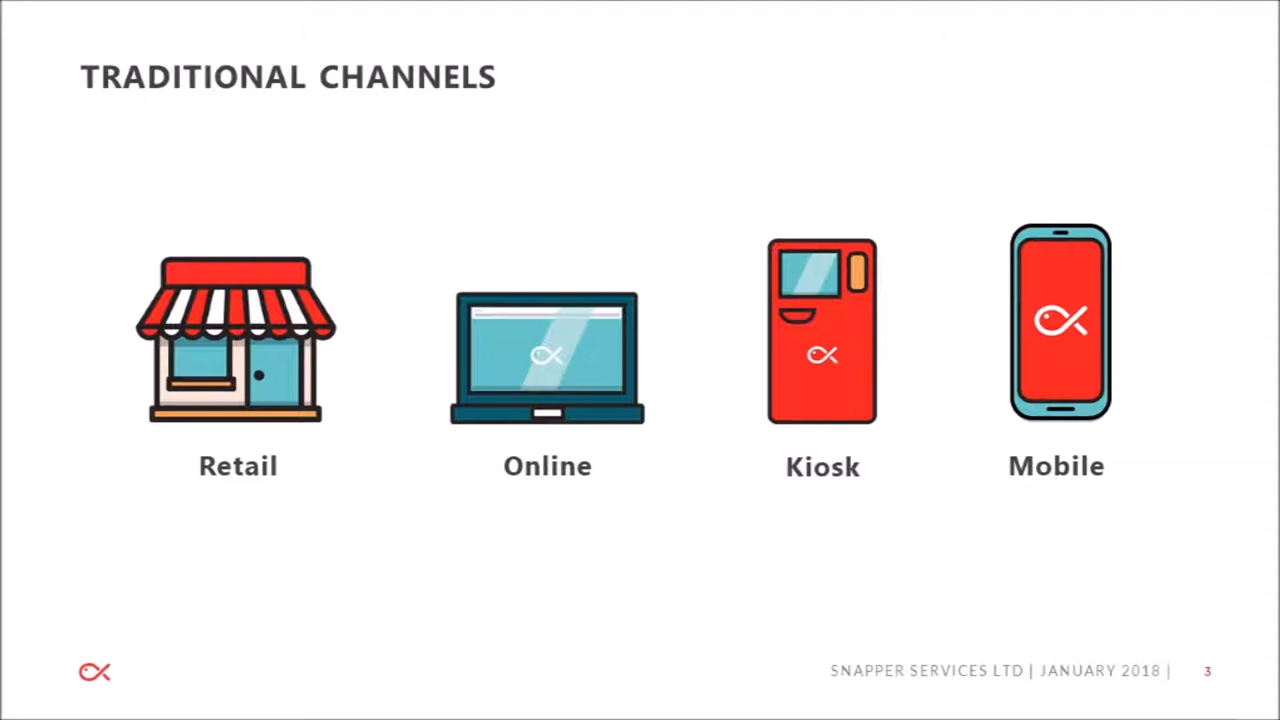 TRADITIONAL CHANNELS
Retail
Online
Kiosk
Mobile
SNAPPER SERVICES LTD | JANUARY 2018 | 3